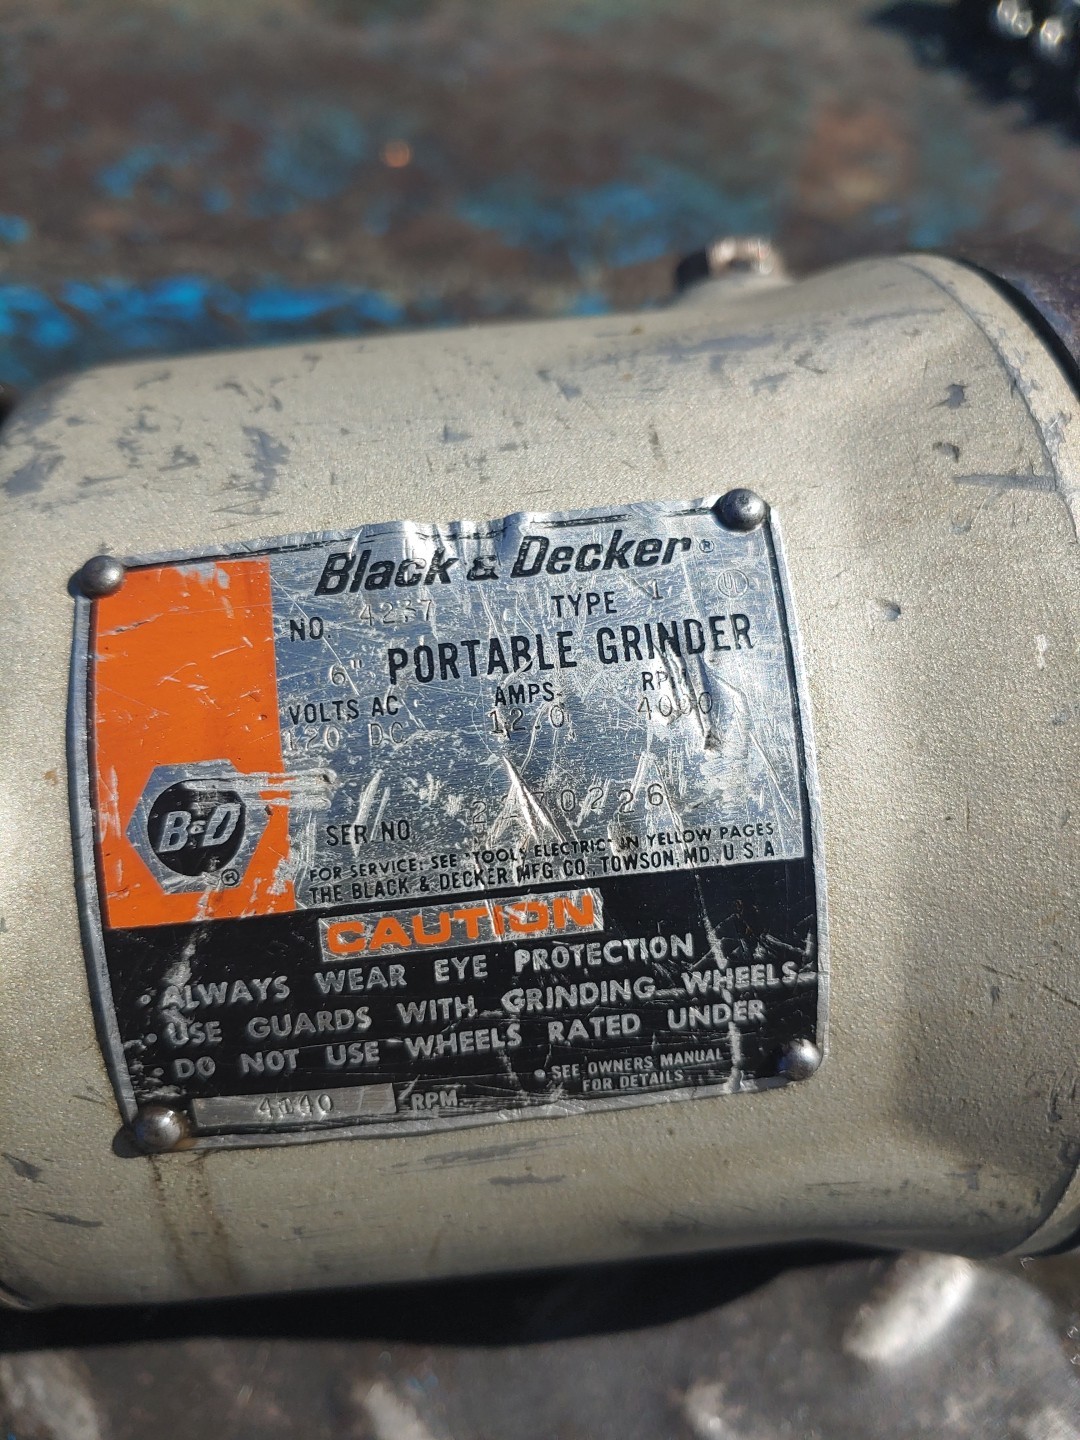 Black & Decker®
NO. TYPE 1
6" PORTABLE GRINDER
VOLTS AC AMPS RPM
120 DC 12.0 4000
SER. NO.
FOR SERVICE: SEE "TOOLS ELECTRIC" IN YELLOW PAGES
THE BLACK & DECKER MFG. CO., TOWSON, MD. U.S.A
B&D®
CAUTION
• ALWAYS WEAR EYE PROTECTION
• USE GUARDS WITH GRINDING WHEELS
• DO NOT USE WHEELS RATED UNDER
4140 RPM
• SEE OWNERS MANUAL
FOR DETAILS